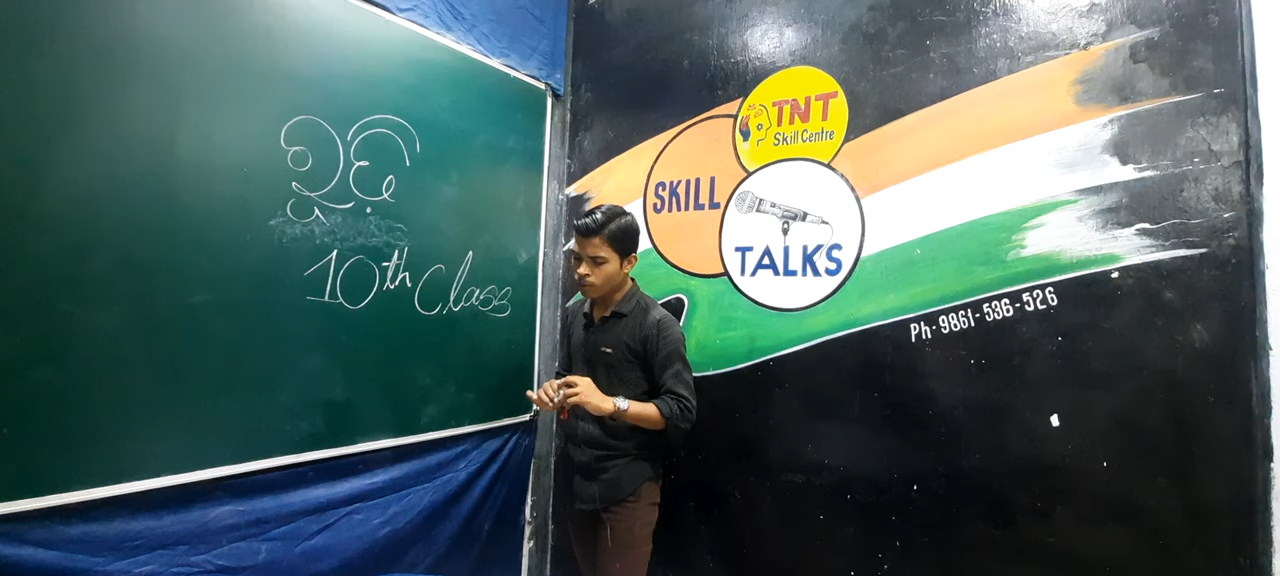 ରୂଢ଼ି
10th Class
TNT
Skill Centre
SKILL
TALKS
Ph-9861-536-526